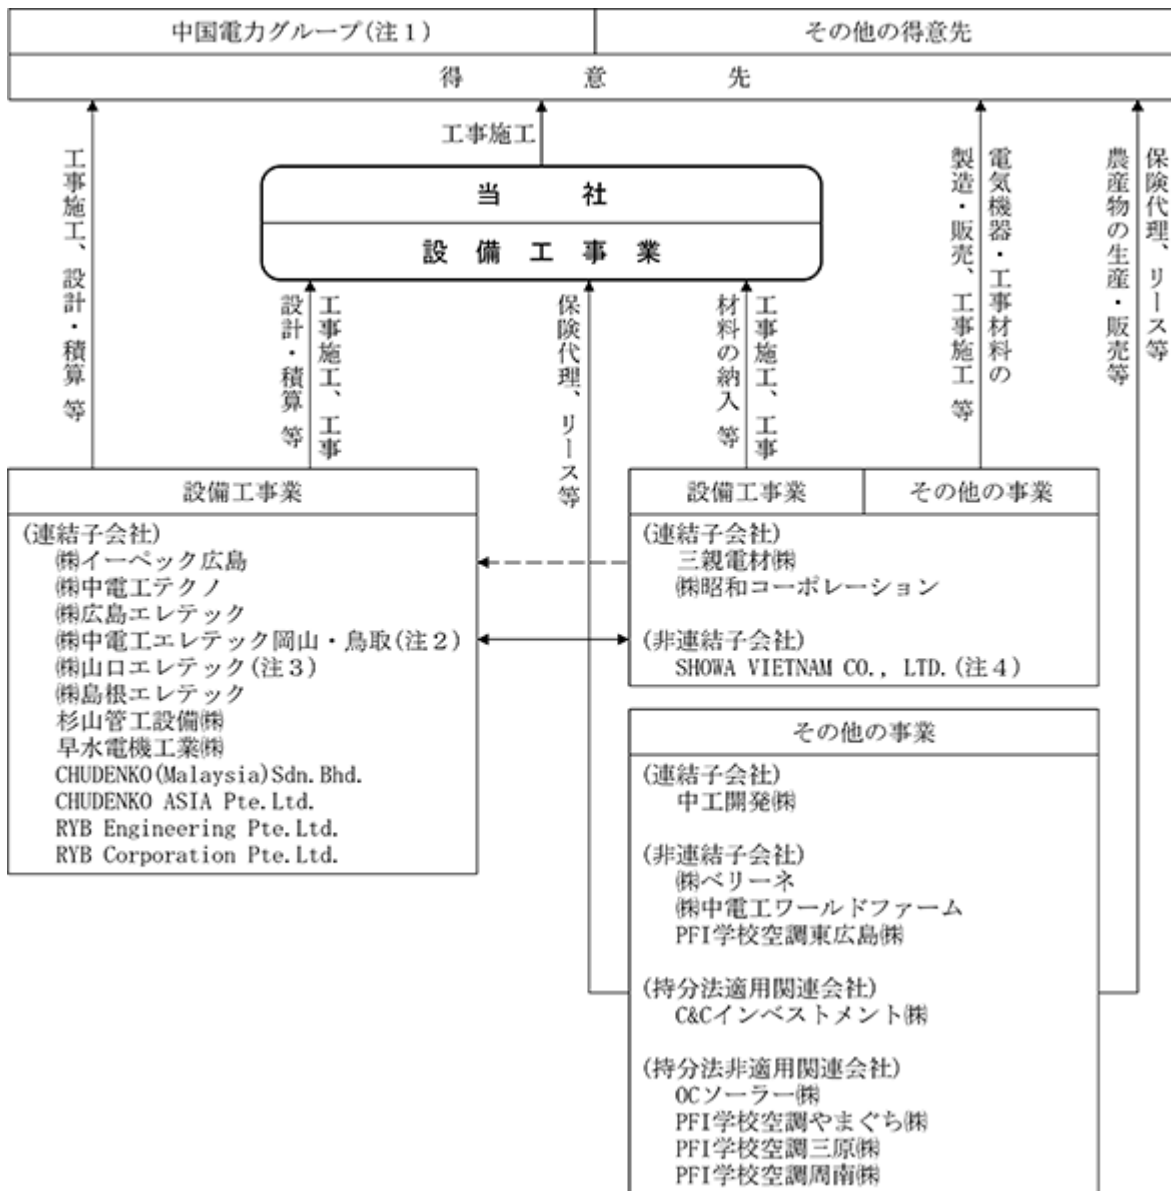 中国電力グループ(注１)
その他の得意先
得意先
工事施工
当社
設備工事業
工事施工、設計・積算 等
工事施工、工事
設計・積算 等
保険代理、リース等
工事施工、工事
材料の納入 等
電気機器・工事材料の
製造・販売、工事施工 等
保険代理、リース等
農産物の生産・販売等
設備工事業
(連結子会社)
㈱イーペック広島
㈱中電工テクノ
㈱広島エレテック
㈱中電工エレテック岡山・鳥取(注２)
㈱山口エレテック(注３)
㈱島根エレテック
杉山管工設備㈱
早水電機工業㈱
CHUDENKO(Malaysia)Sdn.Bhd.
CHUDENKO ASIA Pte.Ltd.
RYB Engineering Pte.Ltd.
RYB Corporation Pte.Ltd.
設備工事業
その他の事業
(連結子会社)
三親電材㈱
㈱昭和コーポレーション
(非連結子会社)
SHOWA VIETNAM CO., LTD.(注４)
その他の事業
(連結子会社)
中工開発㈱
(非連結子会社)
㈱ベリーネ
㈱中電工ワールドファーム
PFI学校空調東広島㈱
(持分法適用関連会社)
C&Cインベストメント㈱
(持分法非適用関連会社)
OCソーラー㈱
PFI学校空調やまぐち㈱
PFI学校空調三原㈱
PFI学校空調周南㈱